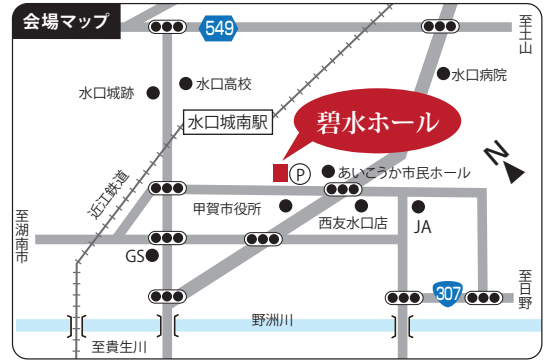 会場マップ
549
至土山
水口病院
水口高校
水口城跡
水口城南駅
碧水ホール
N
P
あいこうか市民ホール
近江鉄道
甲賀市役所
西友水口店
JA
至湖南市
GS
307
至日野
野洲川
至貴生川